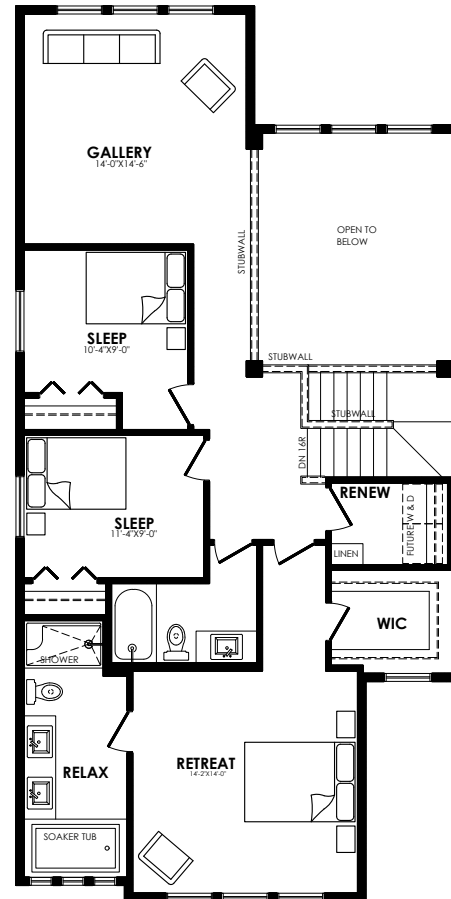 GALLERY
14'-0"X14'-6"
OPEN TO
BELOW
STUBWALL
SLEEP
10'-4"X9'-0"
STUBWALL
STUBWALL
DN 16R
RENEW
FUTURE W & D
LINEN
SLEEP
11'-4"X9'-0"
WIC
SHOWER
RELAX
RETREAT
14'-2"X14'-0"
SOAKER TUB